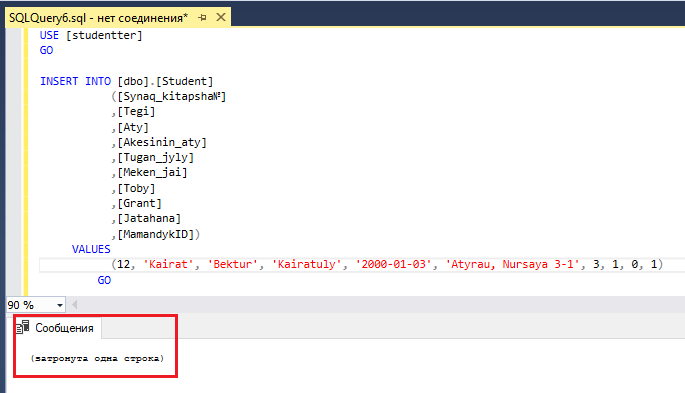 SQLQuery6.sql - нет соединения*
USE [studentter]
GO
INSERT INTO [dbo].[Student]
([Synaq_kitapsha№]
,[Tegi]
,[Aty]
,[Akesinin_aty]
,[Tugan_jyly]
,[Meken_jai]
,[Toby]
,[Grant]
,[Jatahana]
,[MamandykID])
VALUES
(12, 'Kairat', 'Bektur', 'Kairatuly', '2000-01-03', 'Atyrau, Nursaya 3-1', 3, 1, 0, 1)
GO
90 %
Сообщения
(затронута одна строка)